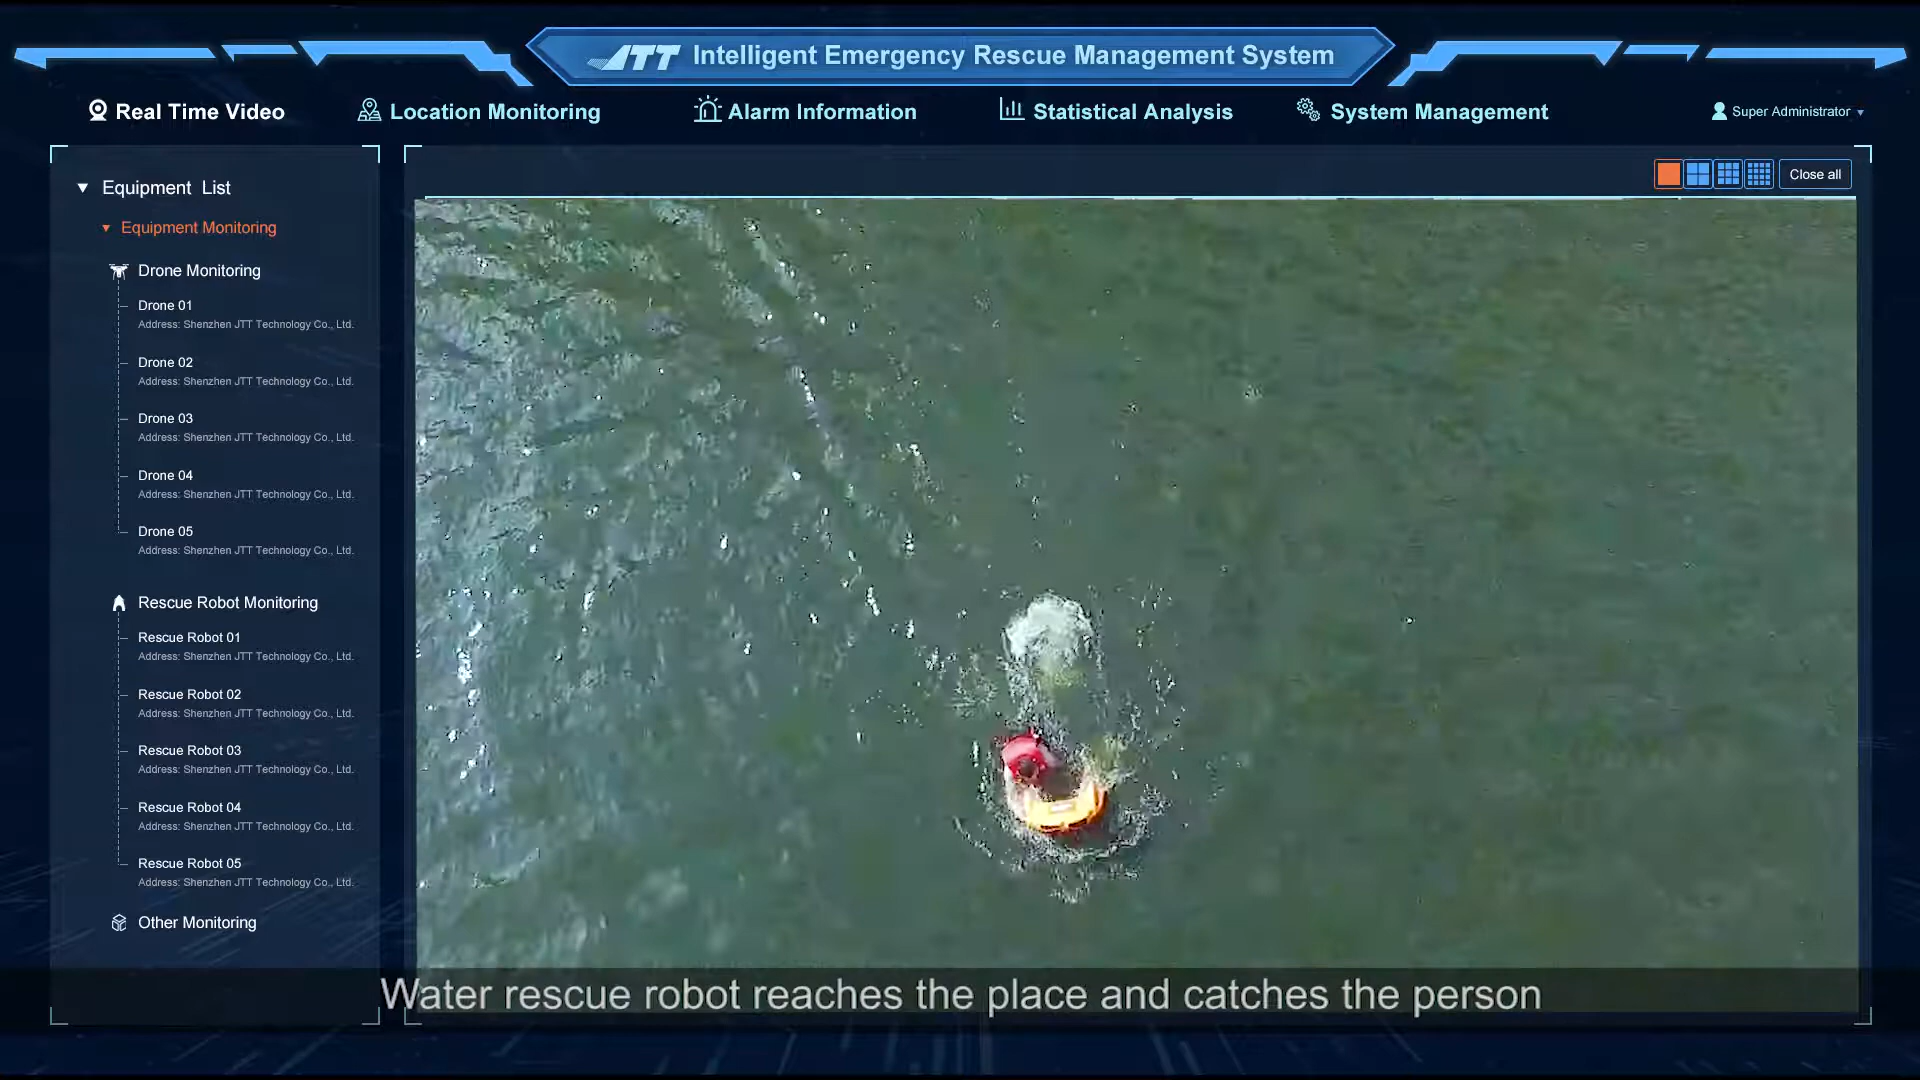 JTT Intelligent Emergency Rescue Management System
Real Time Video
Location Monitoring
Alarm Information
Statistical Analysis
System Management
Super Administrator
Close all
Equipment List
Equipment Monitoring
Drone Monitoring
Drone 01
Address: Shenzhen JTT Technology Co., Ltd.
Drone 02
Address: Shenzhen JTT Technology Co., Ltd.
Drone 03
Address: Shenzhen JTT Technology Co., Ltd.
Drone 04
Address: Shenzhen JTT Technology Co., Ltd.
Drone 05
Address: Shenzhen JTT Technology Co., Ltd.
Rescue Robot Monitoring
Rescue Robot 01
Address: Shenzhen JTT Technology Co., Ltd.
Rescue Robot 02
Address: Shenzhen JTT Technology Co., Ltd.
Rescue Robot 03
Address: Shenzhen JTT Technology Co., Ltd.
Rescue Robot 04
Address: Shenzhen JTT Technology Co., Ltd.
Rescue Robot 05
Address: Shenzhen JTT Technology Co., Ltd.
Other Monitoring
Water rescue robot reaches the place and catches the person